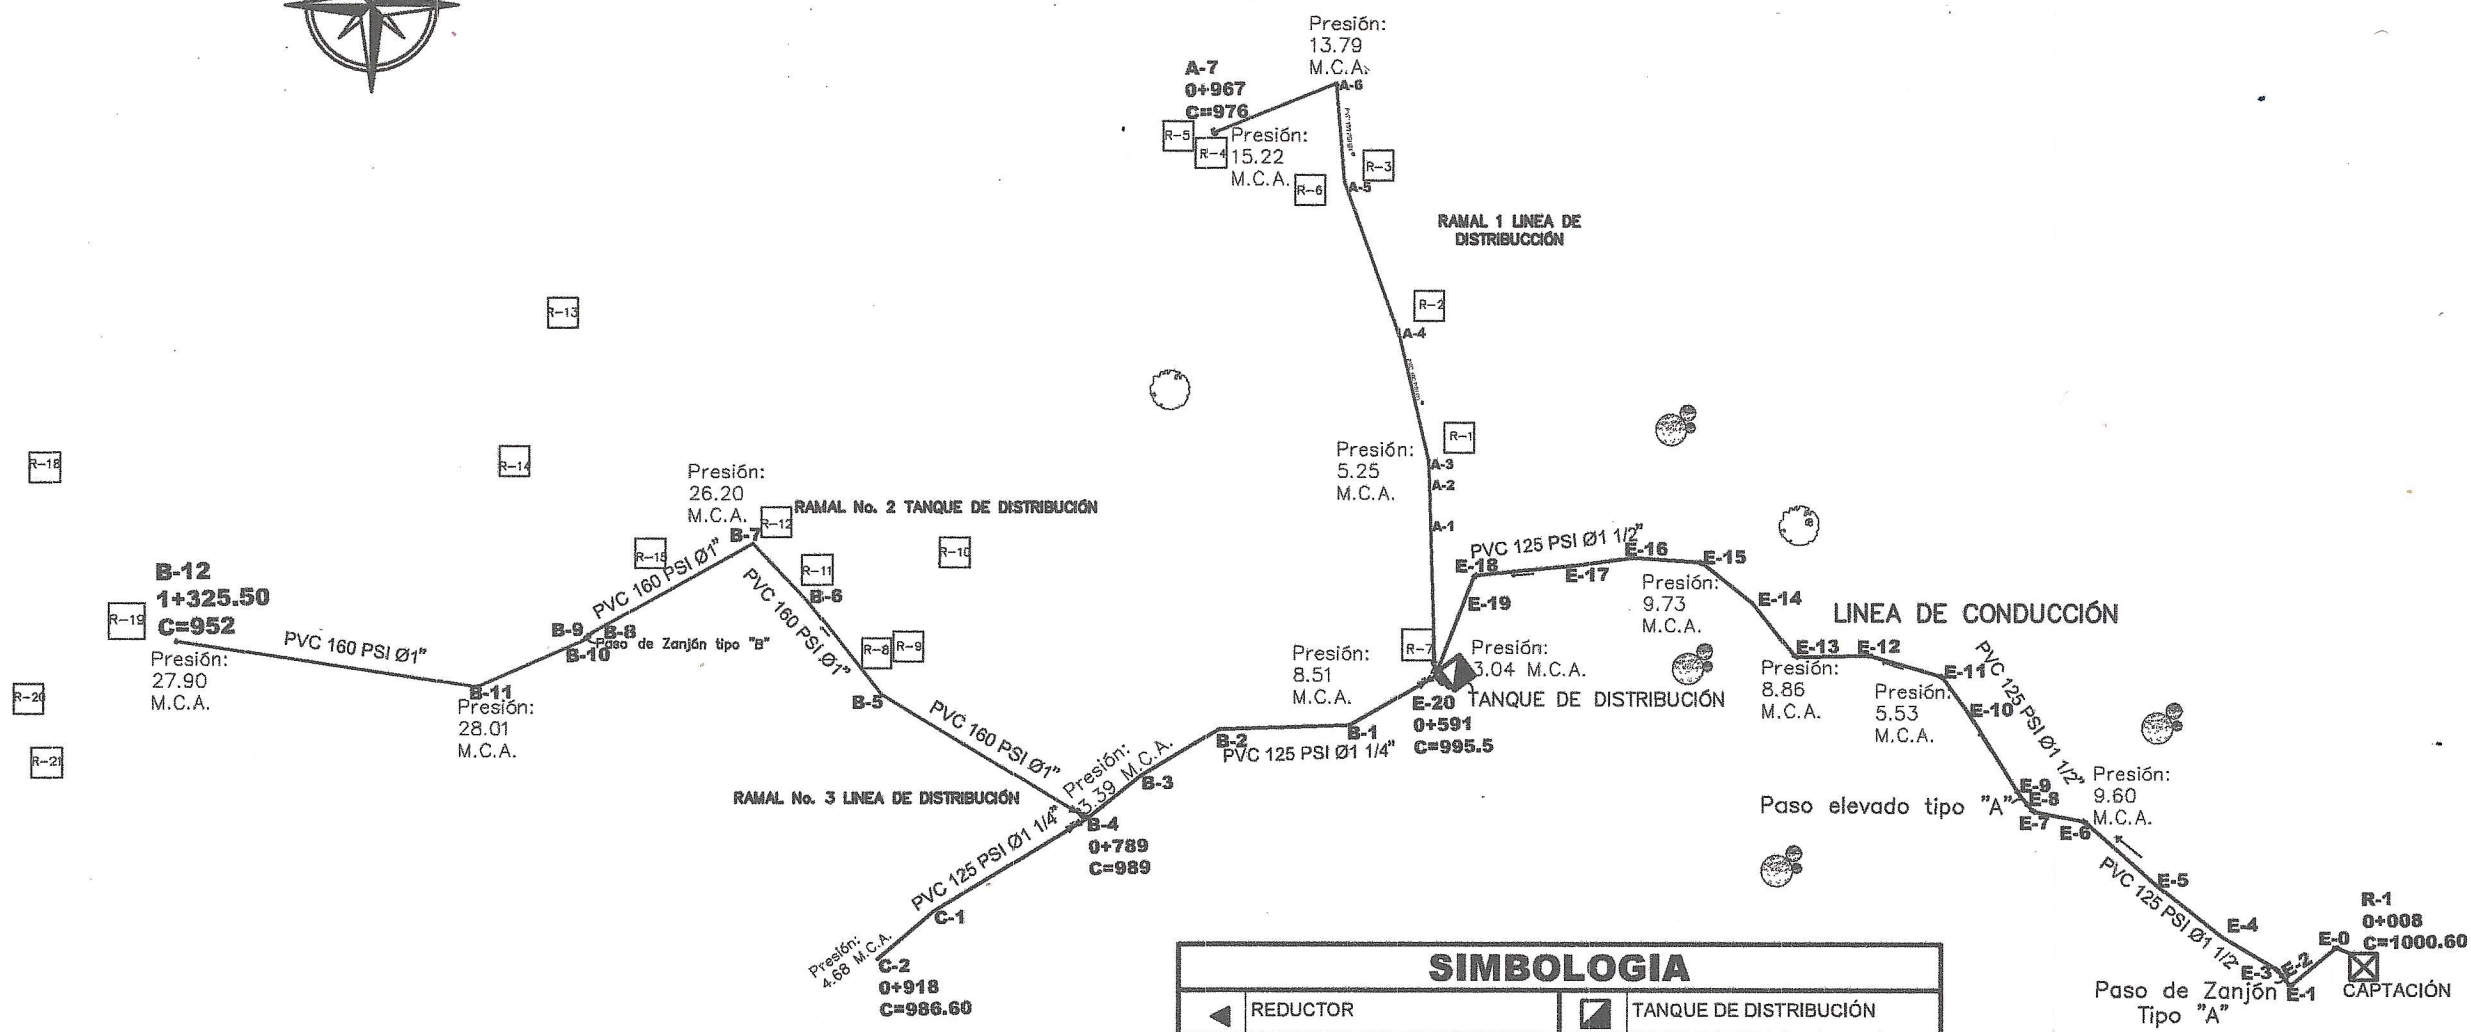 Presión:
13.79
M.C.A.
A-7
0+967
C=976
A-6
R-5
R-4
Presión:
15.22
M.C.A.
R-3
R-6
A-5
RAMAL 1 LINEA DE
DISTRIBUCCIÓN
R-2
A-4
R-13
R-1
Presión:
5.25
M.C.A.
A-3
A-2
A-1
R-18
R-14
Presión:
26.20
M.C.A.
R-12
RAMAL No. 2 TANQUE DE DISTRIBUCIÓN
B-7
R-15
R-11
R-10
B-6
PVC 160 PSI Ø1"
PVC 160 PSI Ø1"
B-12
1+325.50
C=952
R-19
Presión:
27.90
M.C.A.
PVC 160 PSI Ø1"
B-9
B-8
B-10
Paso de Zanjón tipo "B"
R-8
R-9
R-20
B-11
Presión:
28.01
M.C.A.
R-21
B-5
PVC 160 PSI Ø1"
PVC 125 PSI Ø1 1/2"
E-18
E-17
E-16
E-15
E-19
Presión:
9.73
M.C.A.
E-14
LINEA DE CONDUCCIÓN
R-7
Presión:
8.51
M.C.A.
Presión:
3.04 M.C.A.
TANQUE DE DISTRIBUCIÓN
E-20
0+591
C=995.5
E-13
E-12
E-11
Presión:
8.86
M.C.A.
Presión:
5.53
M.C.A.
E-10
PVC 125 PSI Ø1 1/2"
B-2
B-1
PVC 125 PSI Ø1 1/4"
B-3
Presión:
3.39 M.C.A.
RAMAL No. 3 LINEA DE DISTRIBUCIÓN
B-4
0+789
C=989
PVC 125 PSI Ø1 1/4"
C-1
Presión:
4.68 M.C.A.
C-2
0+918
C=986.60
Paso elevado tipo "A"
E-9
E-8
E-7
E-6
Presión:
9.60
M.C.A.
E-5
PVC 125 PSI Ø1 1/2"
E-4
R-1
0+008
C=1000.60
E-0
E-3
E-2
E-1
Paso de Zanjón
Tipo "A"
CAPTACIÓN
SIMBOLOGIA
REDUCTOR
TANQUE DE DISTRIBUCIÓN